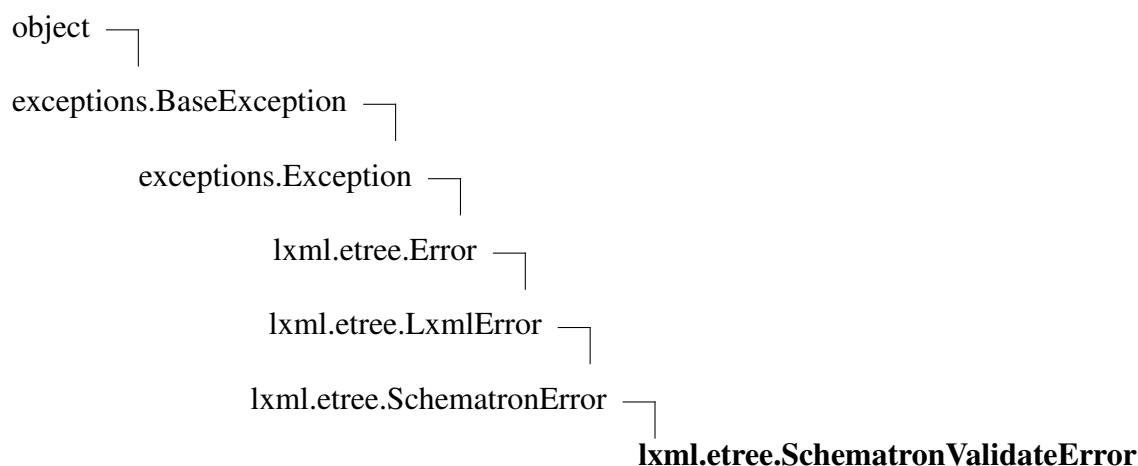 object
exceptions.BaseException
exceptions.Exception
lxml.etree.Error
lxml.etree.LxmlError
lxml.etree.SchematronError
lxml.etree.SchematronValidateError